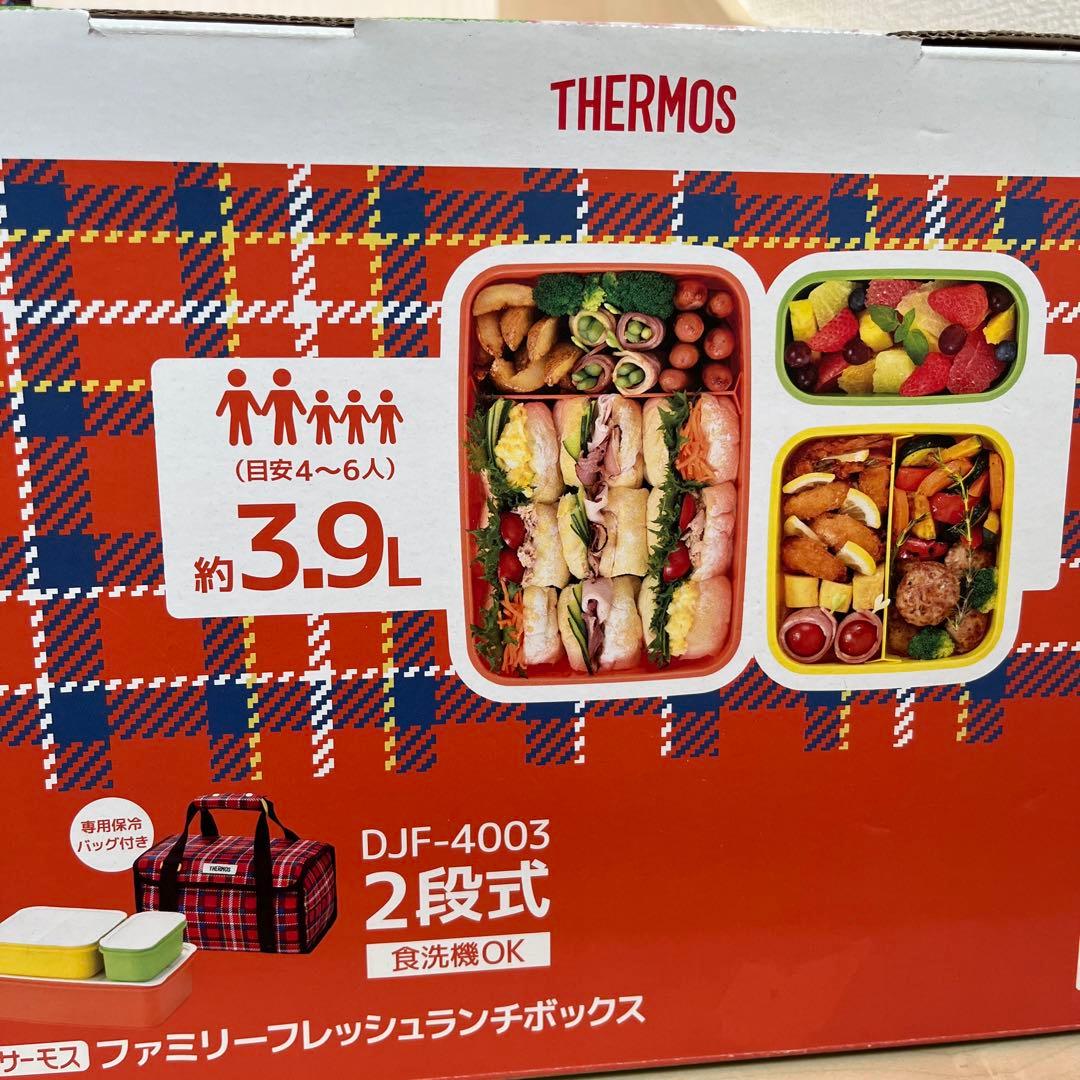 THERMOS
(目安4〜6人)
約3.9L
専用保冷
バッグ付き
THERMOS
DJF-4003
2段式
食洗機OK
サーモス ファミリーフレッシュランチボックス